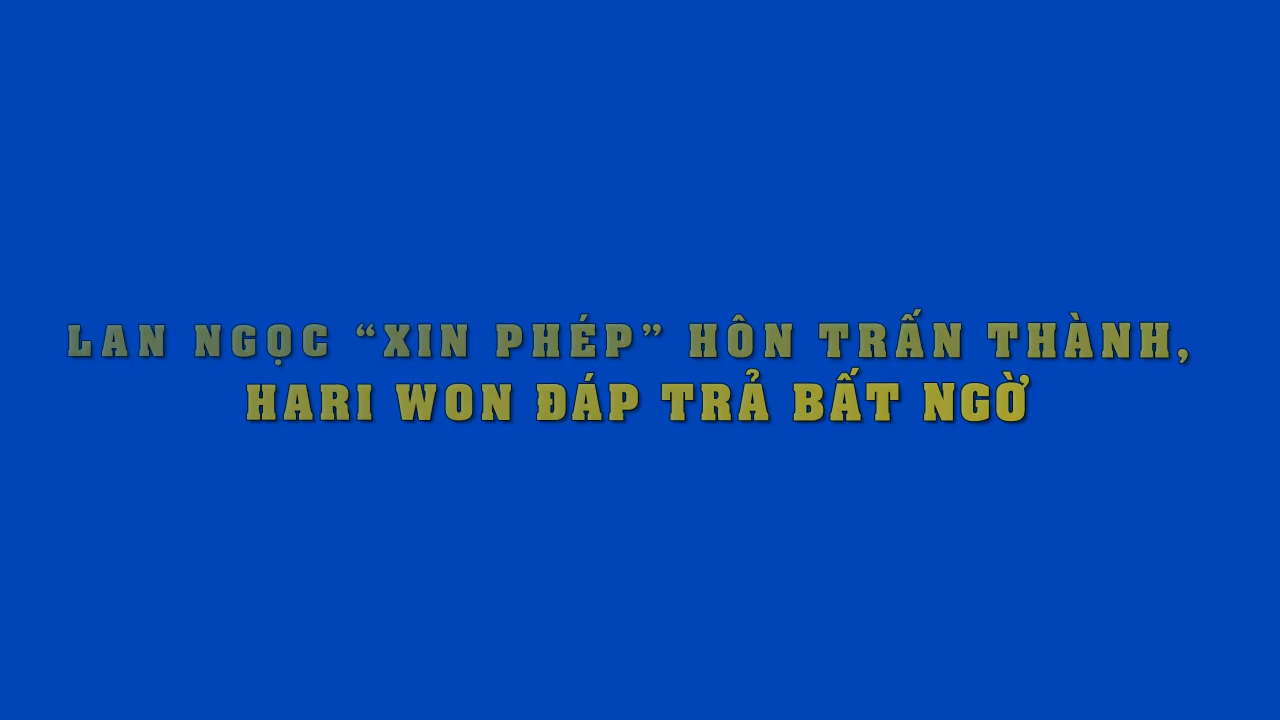 LAN NGỌC “XIN PHÉP” HÔN TRẤN THÀNH,
HARI WON ĐÁP TRẢ BẤT NGỜ